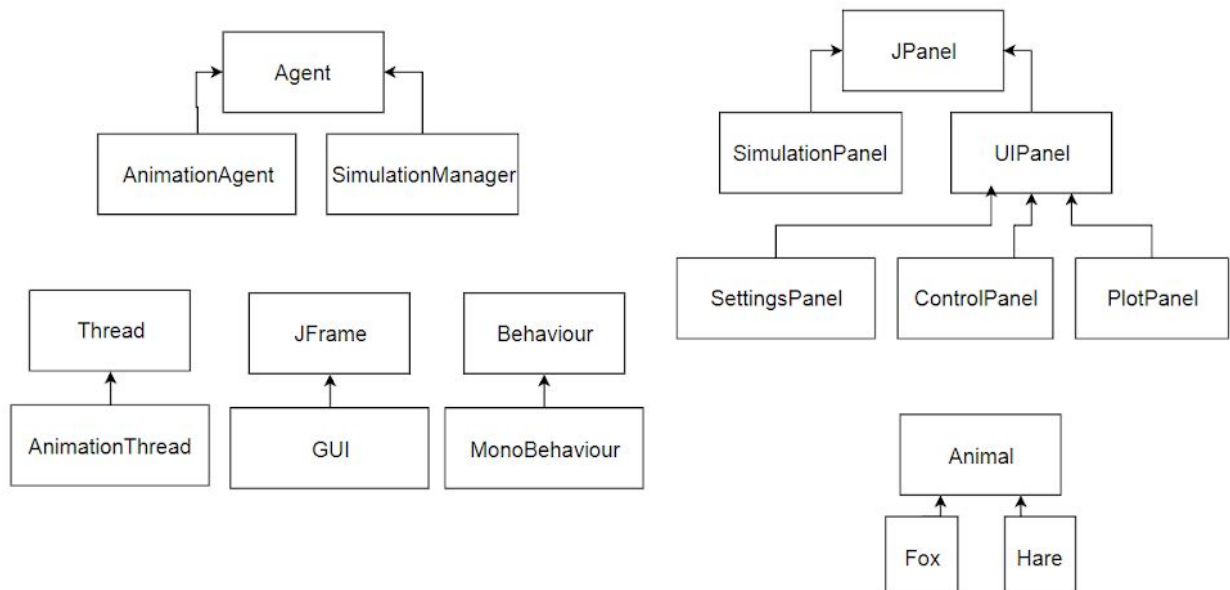 Agent
AnimationAgent
SimulationManager
JPanel
SimulationPanel
UIPanel
SettingsPanel
ControlPanel
PlotPanel
Thread
JFrame
Behaviour
AnimationThread
GUI
MonoBehaviour
Animal
Fox
Hare